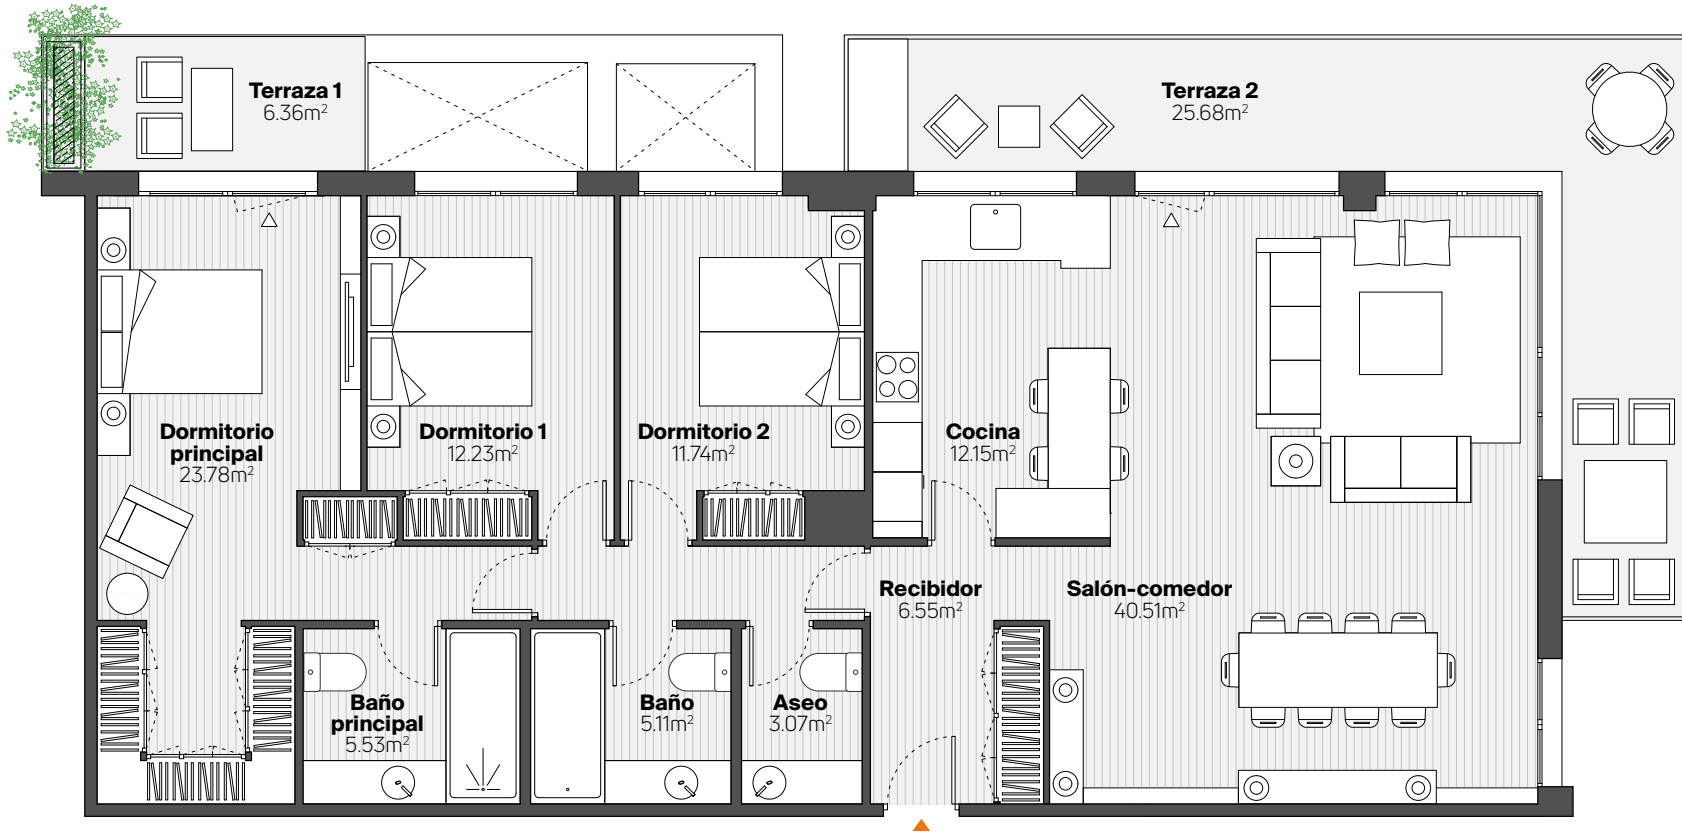 Terraza 1
6.36m²
Terraza 2
25.68m²
Dormitorio
principal
23.78m²
Dormitorio 1
12.23m²
Dormitorio 2
11.74m²
Cocina
12.15m²
Recibidor
6.55m²
Salón-comedor
40.51m²
Baño
principal
5.53m²
Baño
5.11m²
Aseo
3.07m²